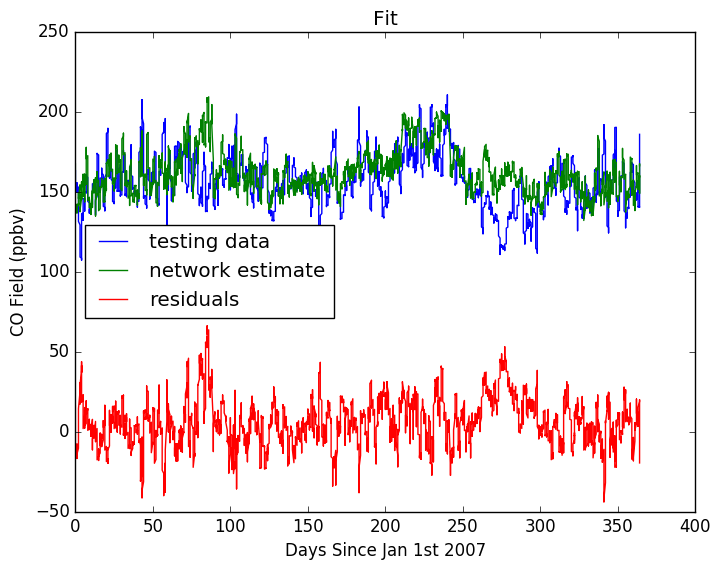 Fit
250
200
150
100
50
0
−50
CO Field (ppbv)
testing data
network estimate
residuals
0 50 100 150 200 250 300 350 400
Days Since Jan 1st 2007